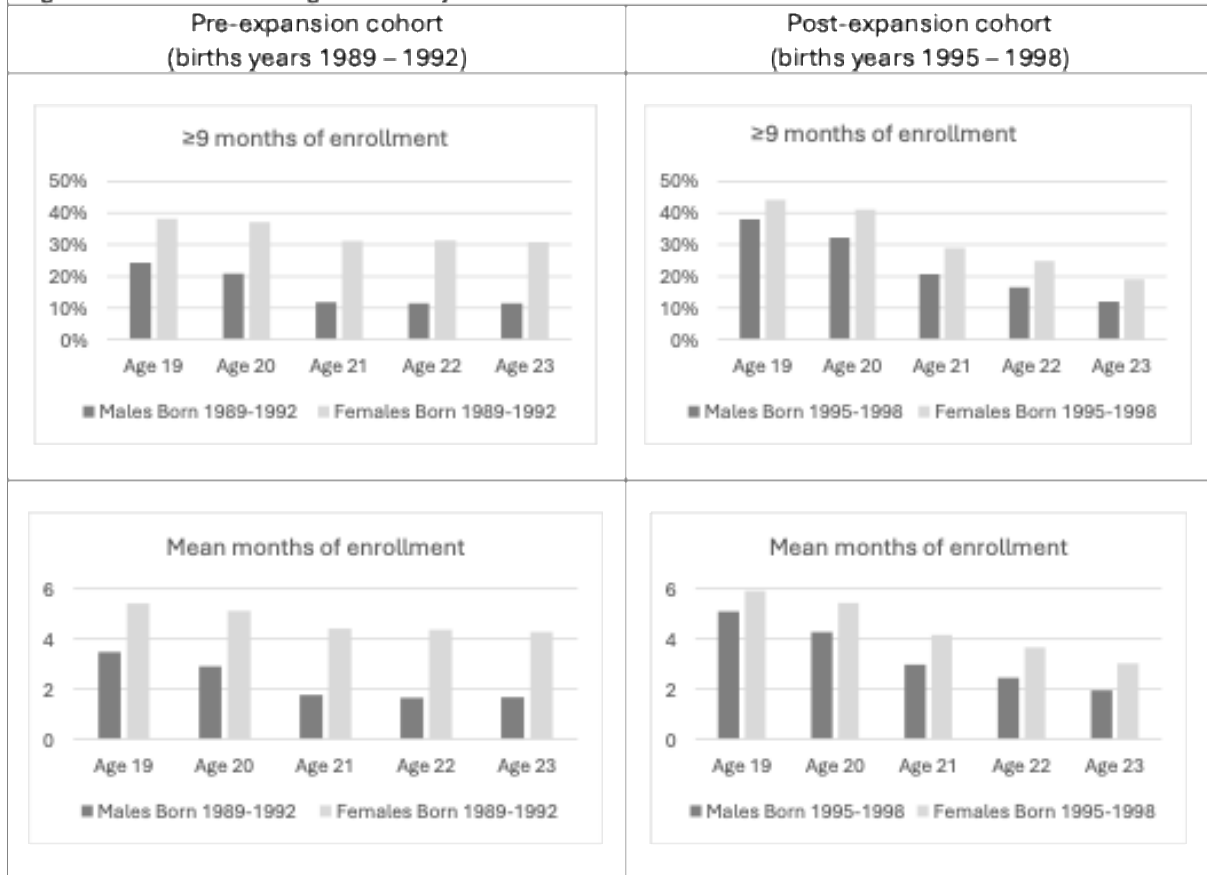 Pre-expansion cohort
(births years 1989 – 1992)
Post-expansion cohort
(births years 1995 – 1998)
≥9 months of enrollment
50%
40%
30%
20%
10%
0%
Age 19 Age 20 Age 21 Age 22 Age 23
Males Born 1989-1992 Females Born 1989-1992
≥9 months of enrollment
50%
40%
30%
20%
10%
0%
Age 19 Age 20 Age 21 Age 22 Age 23
Males Born 1995-1998 Females Born 1995-1998
Mean months of enrollment
6
4
2
0
Age 19 Age 20 Age 21 Age 22 Age 23
Males Born 1989-1992 Females Born 1989-1992
Mean months of enrollment
6
4
2
0
Age 19 Age 20 Age 21 Age 22 Age 23
Males Born 1995-1998 Females Born 1995-1998